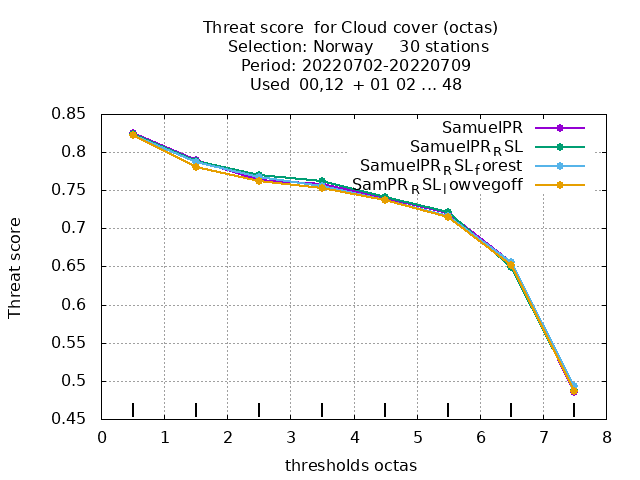 Threat score  for Cloud cover (octas)
Selection: Norway     30 stations
Period: 20220702-20220709
Used  00,12  + 01 02 ... 48
SamuelPR
SamuelPR_RSL
SamuelPR_RSL_forest
SamPR_RSL_lowvegoff
Threat score
0.85
0.8
0.75
0.7
0.65
0.6
0.55
0.5
0.45
0 1 2 3 4 5 6 7 8
thresholds octas